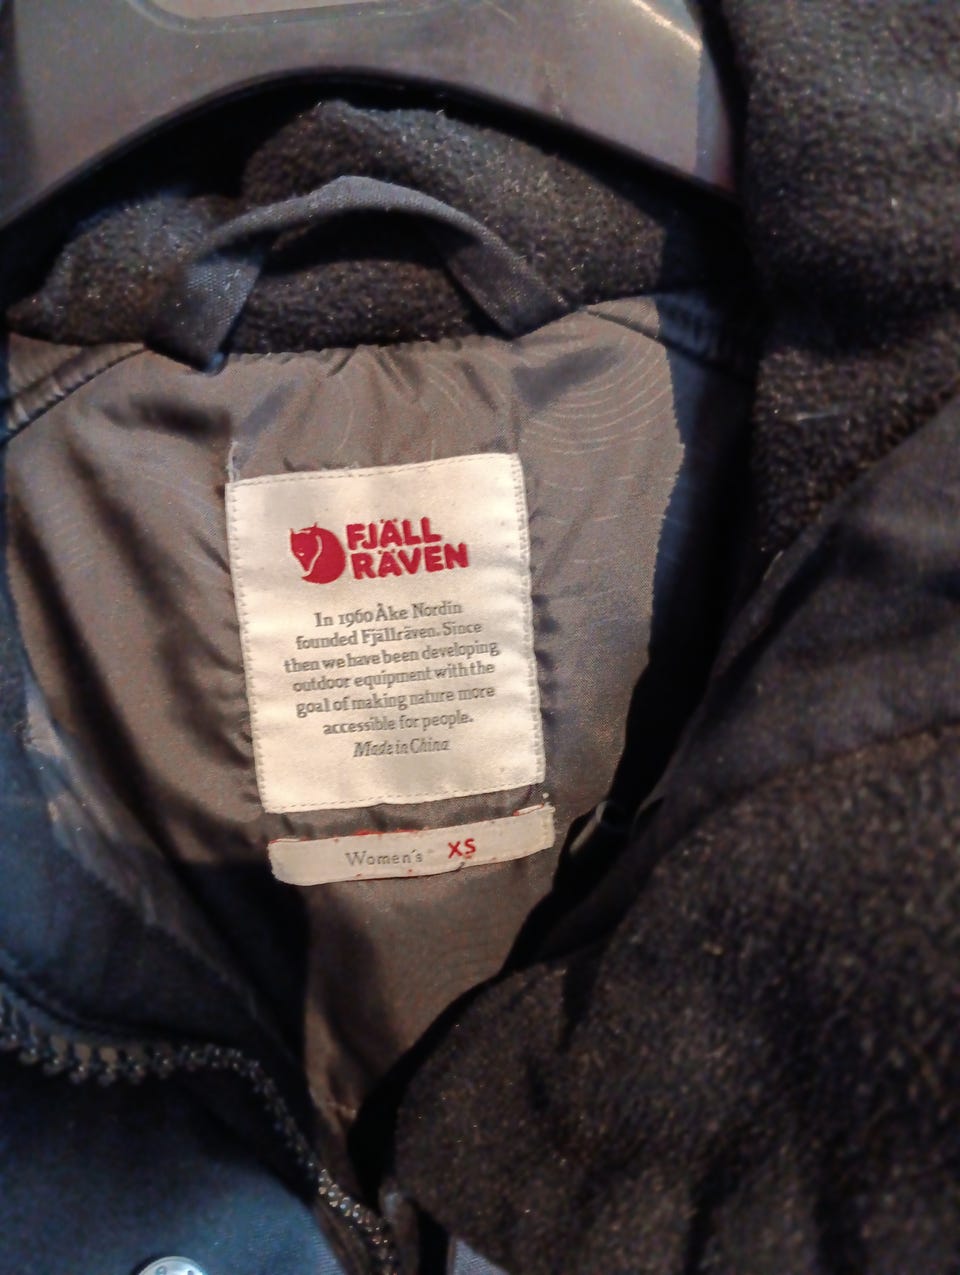 FJÄLL
RÄVEN
In 1960 Åke Nordin
founded Fjällräven. Since
then we have been developing
outdoor equipment with the
goal of making nature more
accessible for people.
Made in China
Women's XS